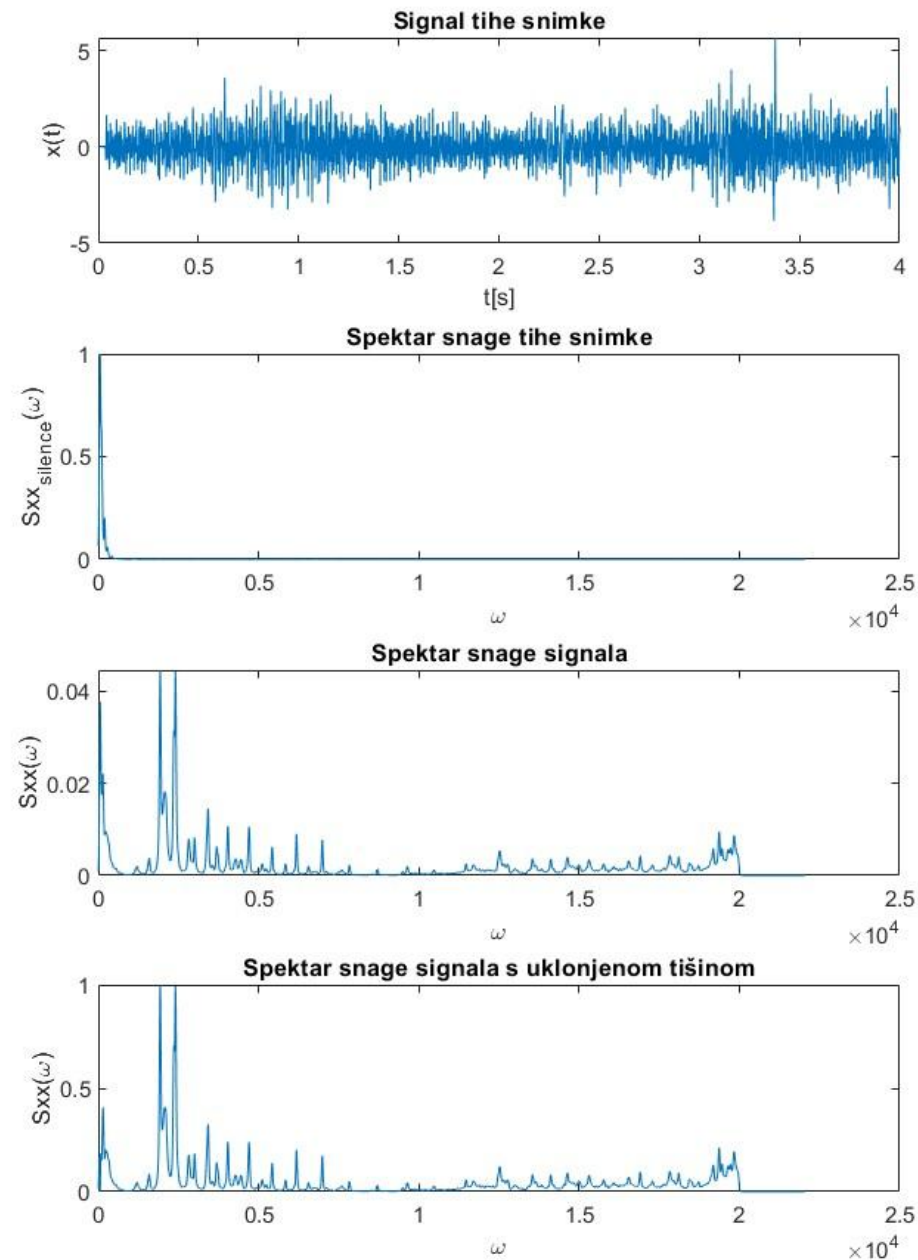 Signal tihe snimke
x(t)
5
0
-5
0 0.5 1 1.5 2 2.5 3 3.5 4
t[s]
Spektar snage tihe snimke
Sxx_silence(ω)
1
0.5
0
0 0.5 1 1.5 2 2.5
ω
×10^4
Spektar snage signala
Sxx(ω)
0.04
0.02
0
0 0.5 1 1.5 2 2.5
ω
×10^4
Spektar snage signala s uklonjenom tišinom
Sxx(ω)
1
0.5
0
0 0.5 1 1.5 2 2.5
ω
×10^4